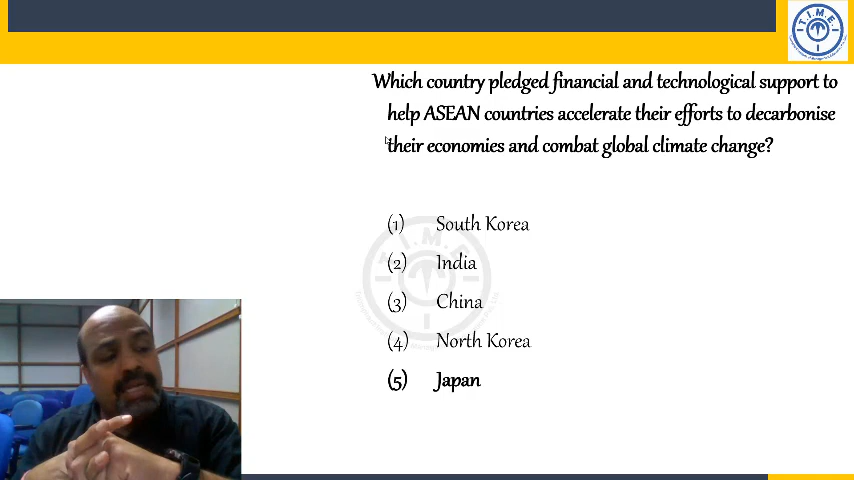 T.I.M.E.
Which country pledged financial and technological support to
help ASEAN countries accelerate their efforts to decarbonise
their economies and combat global climate change?
(1) South Korea
(2) India
(3) China
(4) North Korea
(5) Japan